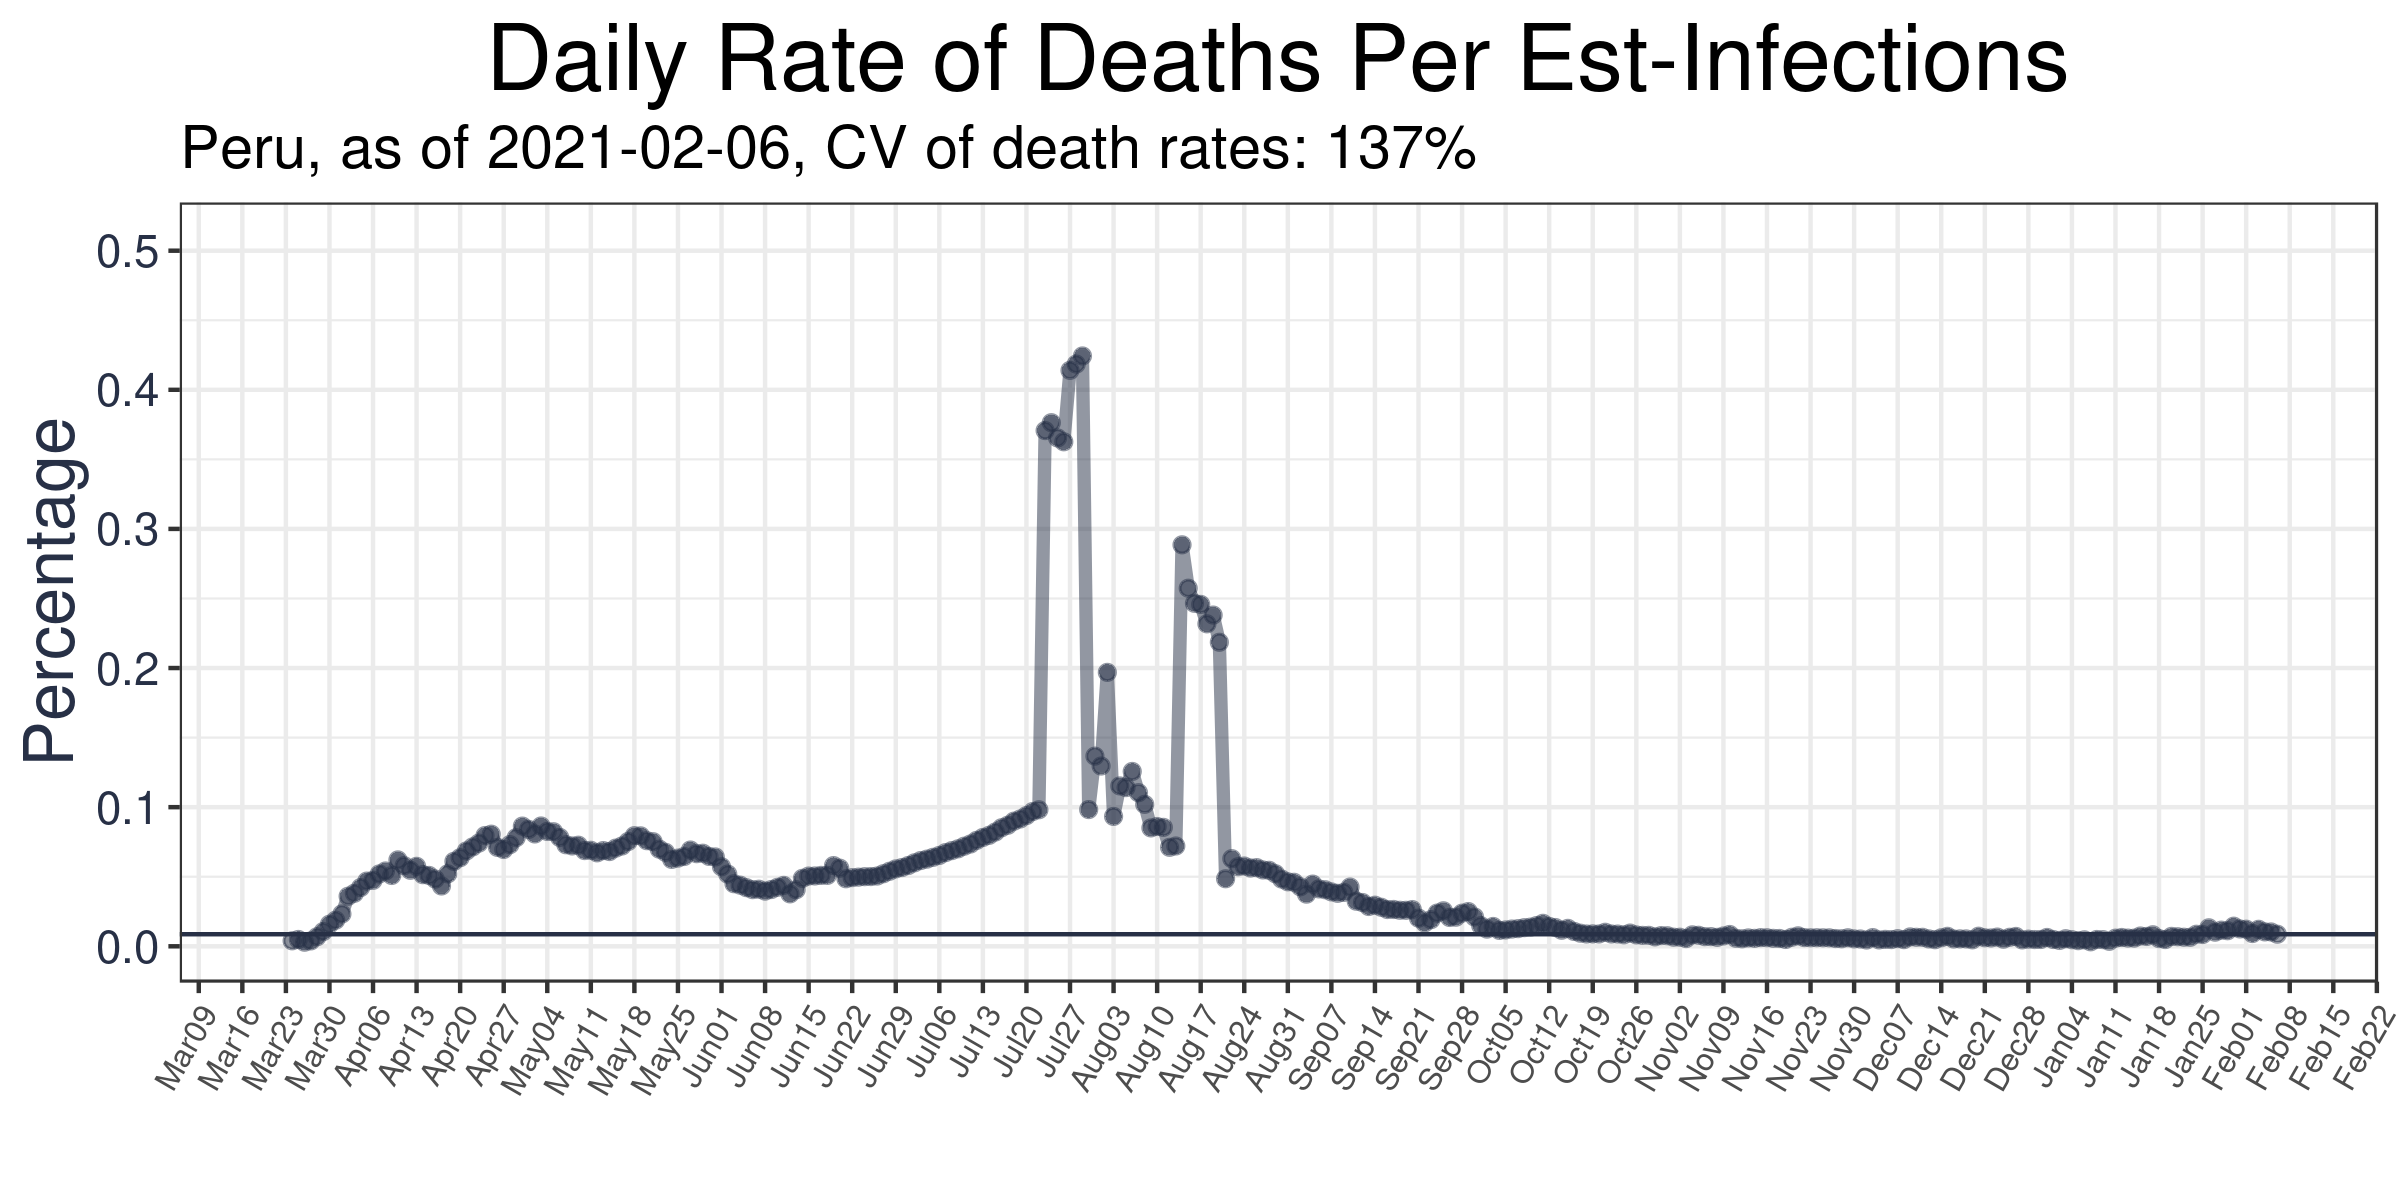 Daily Rate of Deaths Per Est-Infections
Peru, as of 2021-02-06, CV of death rates: 137%
Percentage
0.5
0.4
0.3
0.2
0.1
0.0
Mar09
Mar16
Mar23
Mar30
Apr06
Apr13
Apr20
Apr27
May04
May11
May18
May25
Jun01
Jun08
Jun15
Jun22
Jun29
Jul06
Jul13
Jul20
Jul27
Aug03
Aug10
Aug17
Aug24
Aug31
Sep07
Sep14
Sep21
Sep28
Oct05
Oct12
Oct19
Oct26
Nov02
Nov09
Nov16
Nov23
Nov30
Dec07
Dec14
Dec21
Dec28
Jan04
Jan11
Jan18
Jan25
Feb01
Feb08
Feb15
Feb22